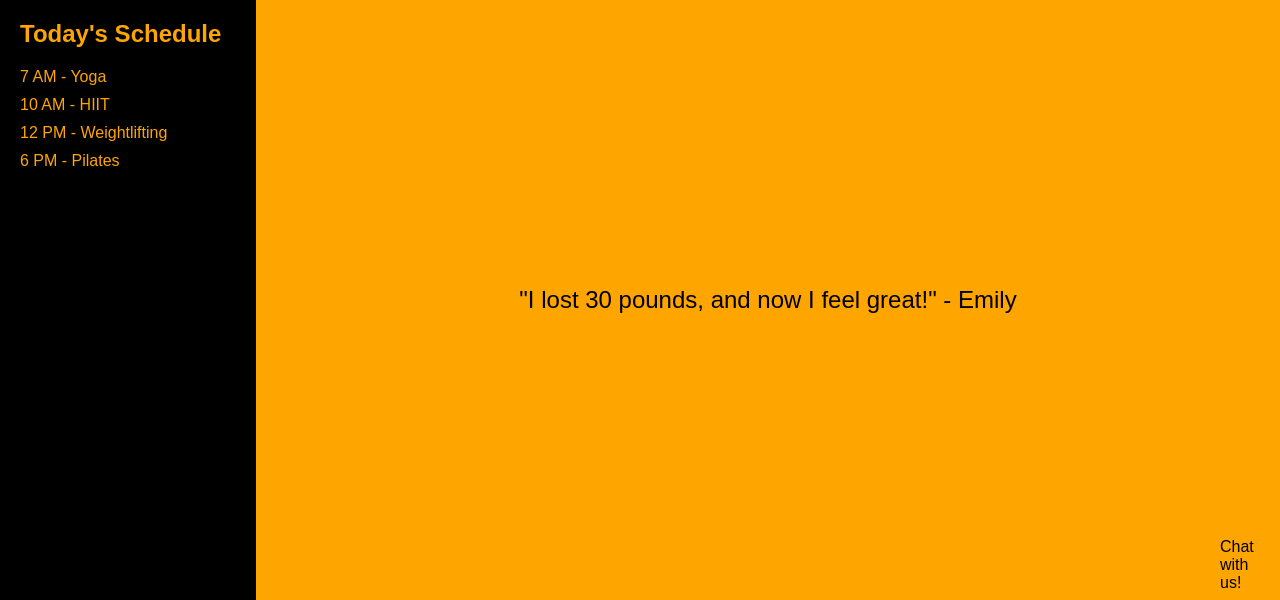 Today's Schedule
7 AM - Yoga
10 AM - HIIT
12 PM - Weightlifting
6 PM - Pilates
"I lost 30 pounds, and now I feel great!" - Emily
Chat
with
us!